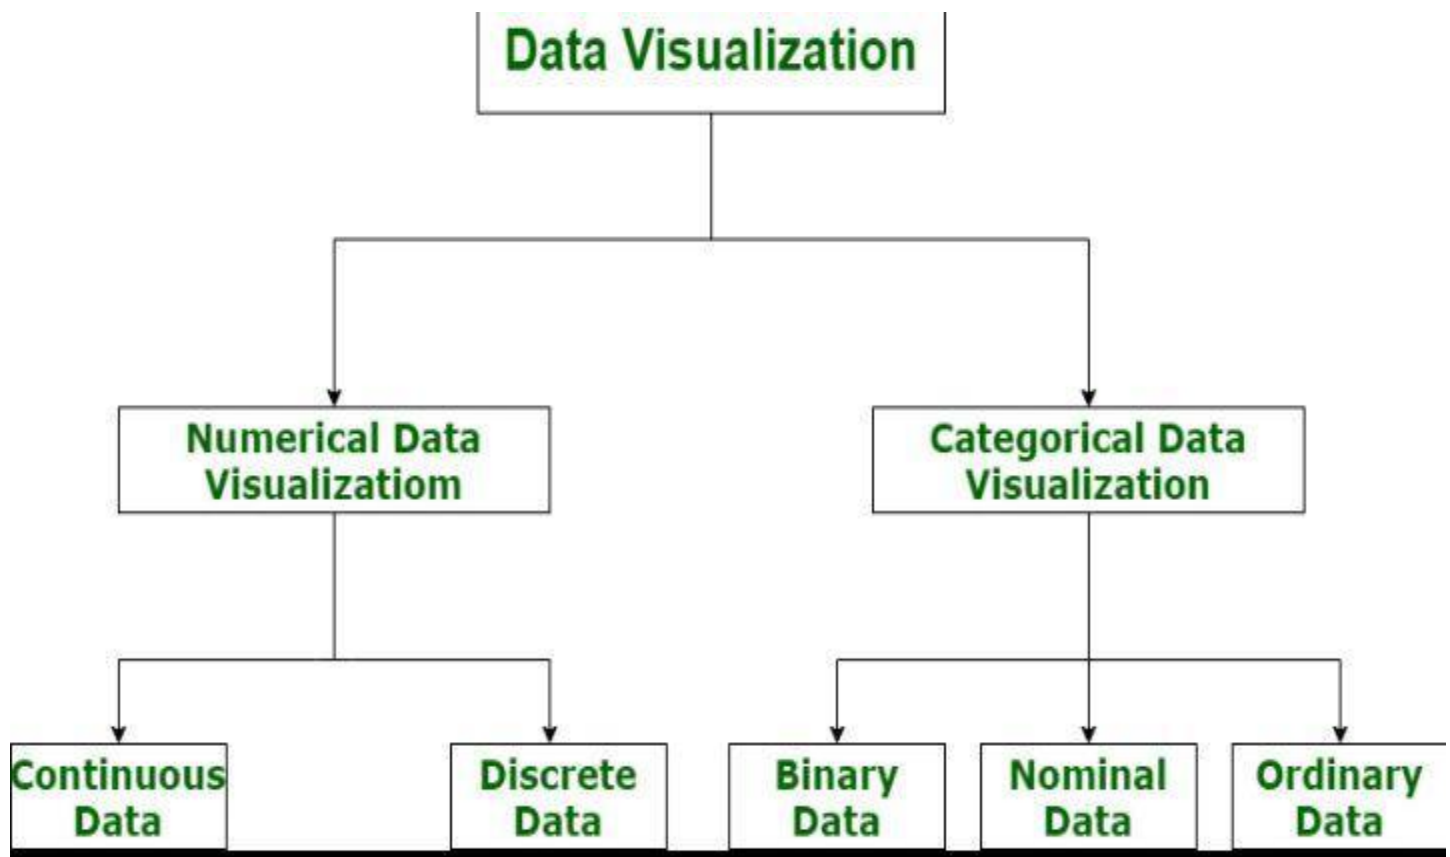 Data Visualization
Numerical Data
Visualizatiom
Categorical Data
Visualization
Continuous
Data
Discrete
Data
Binary
Data
Nominal
Data
Ordinary
Data